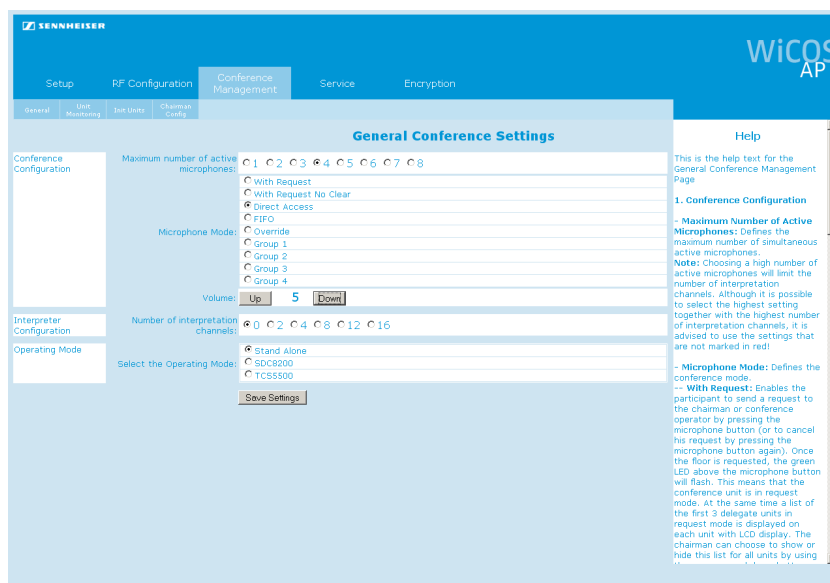 SENNHEISER
WiCOS
AP
Setup
RF Configuration
Conference
Management
Service
Encryption
General
Unit
Monitoring
Init Units
Chairman
Config
General Conference Settings
Conference
Configuration
Maximum number of active
microphones:
1 2 3 4 5 6 7 8
Microphone Mode:
With Request
With Request No Clear
Direct Access
FIFO
Override
Group 1
Group 2
Group 3
Group 4
Volume:
Up 5 Down
Interpreter
Configuration
Number of interpretation
channels:
0 2 4 8 12 16
Operating Mode
Select the Operating Mode:
Stand Alone
SDC8200
TCS5500
Save Settings
Help
This is the help text for the
General Conference Management
Page
1. Conference Configuration
- Maximum Number of Active
Microphones: Defines the
maximum number of simultaneous
active microphones.
Note: Choosing a high number of
active microphones will limit the
number of interpretation
channels. Although it is possible
to select the highest setting
together with the highest number
of interpretation channels, it is
advised to use the settings that
are not marked in red!
- Microphone Mode: Defines the
conference mode.
-- With Request: Enables the
participant to send a request to
the chairman or conference
operator by pressing the
microphone button (or to cancel
his request by pressing the
microphone button again). Once
the floor is requested, the green
LED above the microphone button
will flash. This means that the
conference unit is in request
mode. At the same time a list of
the first 3 delegate units in
request mode is displayed on
each unit with LCD display. The
chairman can choose to show or
hide this list for all units by using